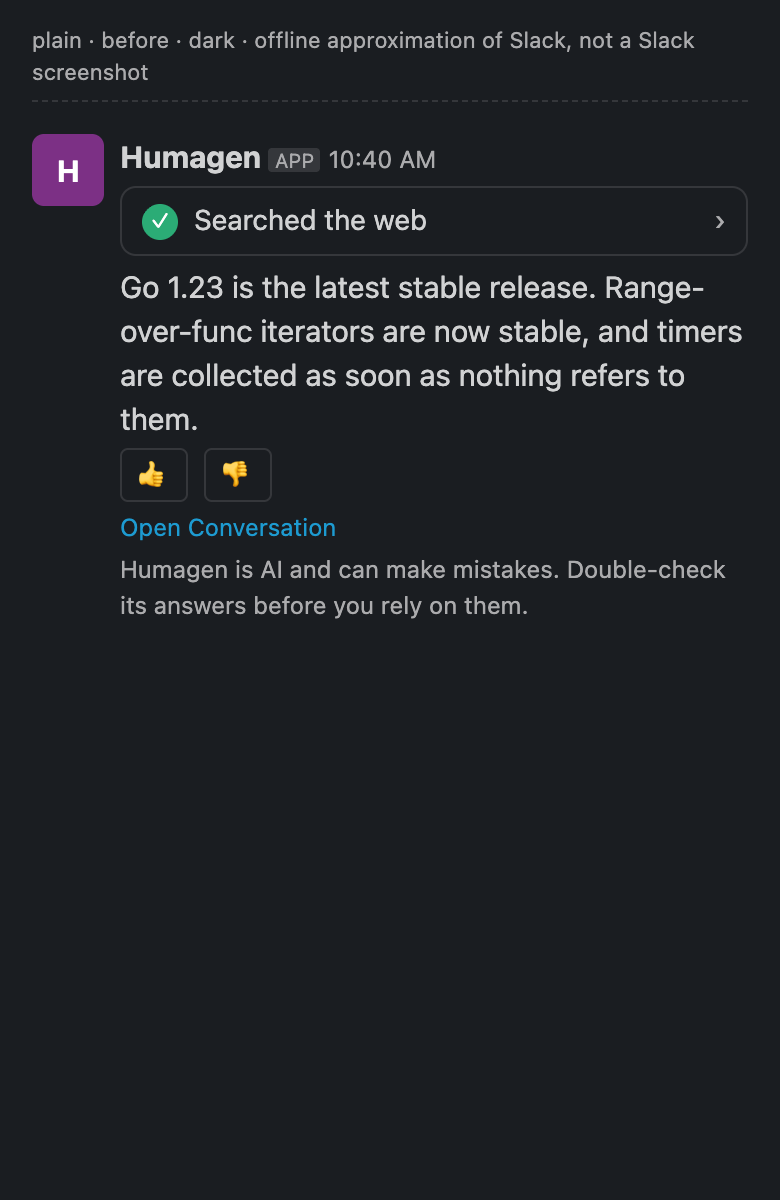 plain · before · dark · offline approximation of Slack, not a Slack
screenshot
H
Humagen APP 10:40 AM
Searched the web ›
Go 1.23 is the latest stable release. Range-
over-func iterators are now stable, and timers
are collected as soon as nothing refers to
them.
Open Conversation
Humagen is AI and can make mistakes. Double-check
its answers before you rely on them.